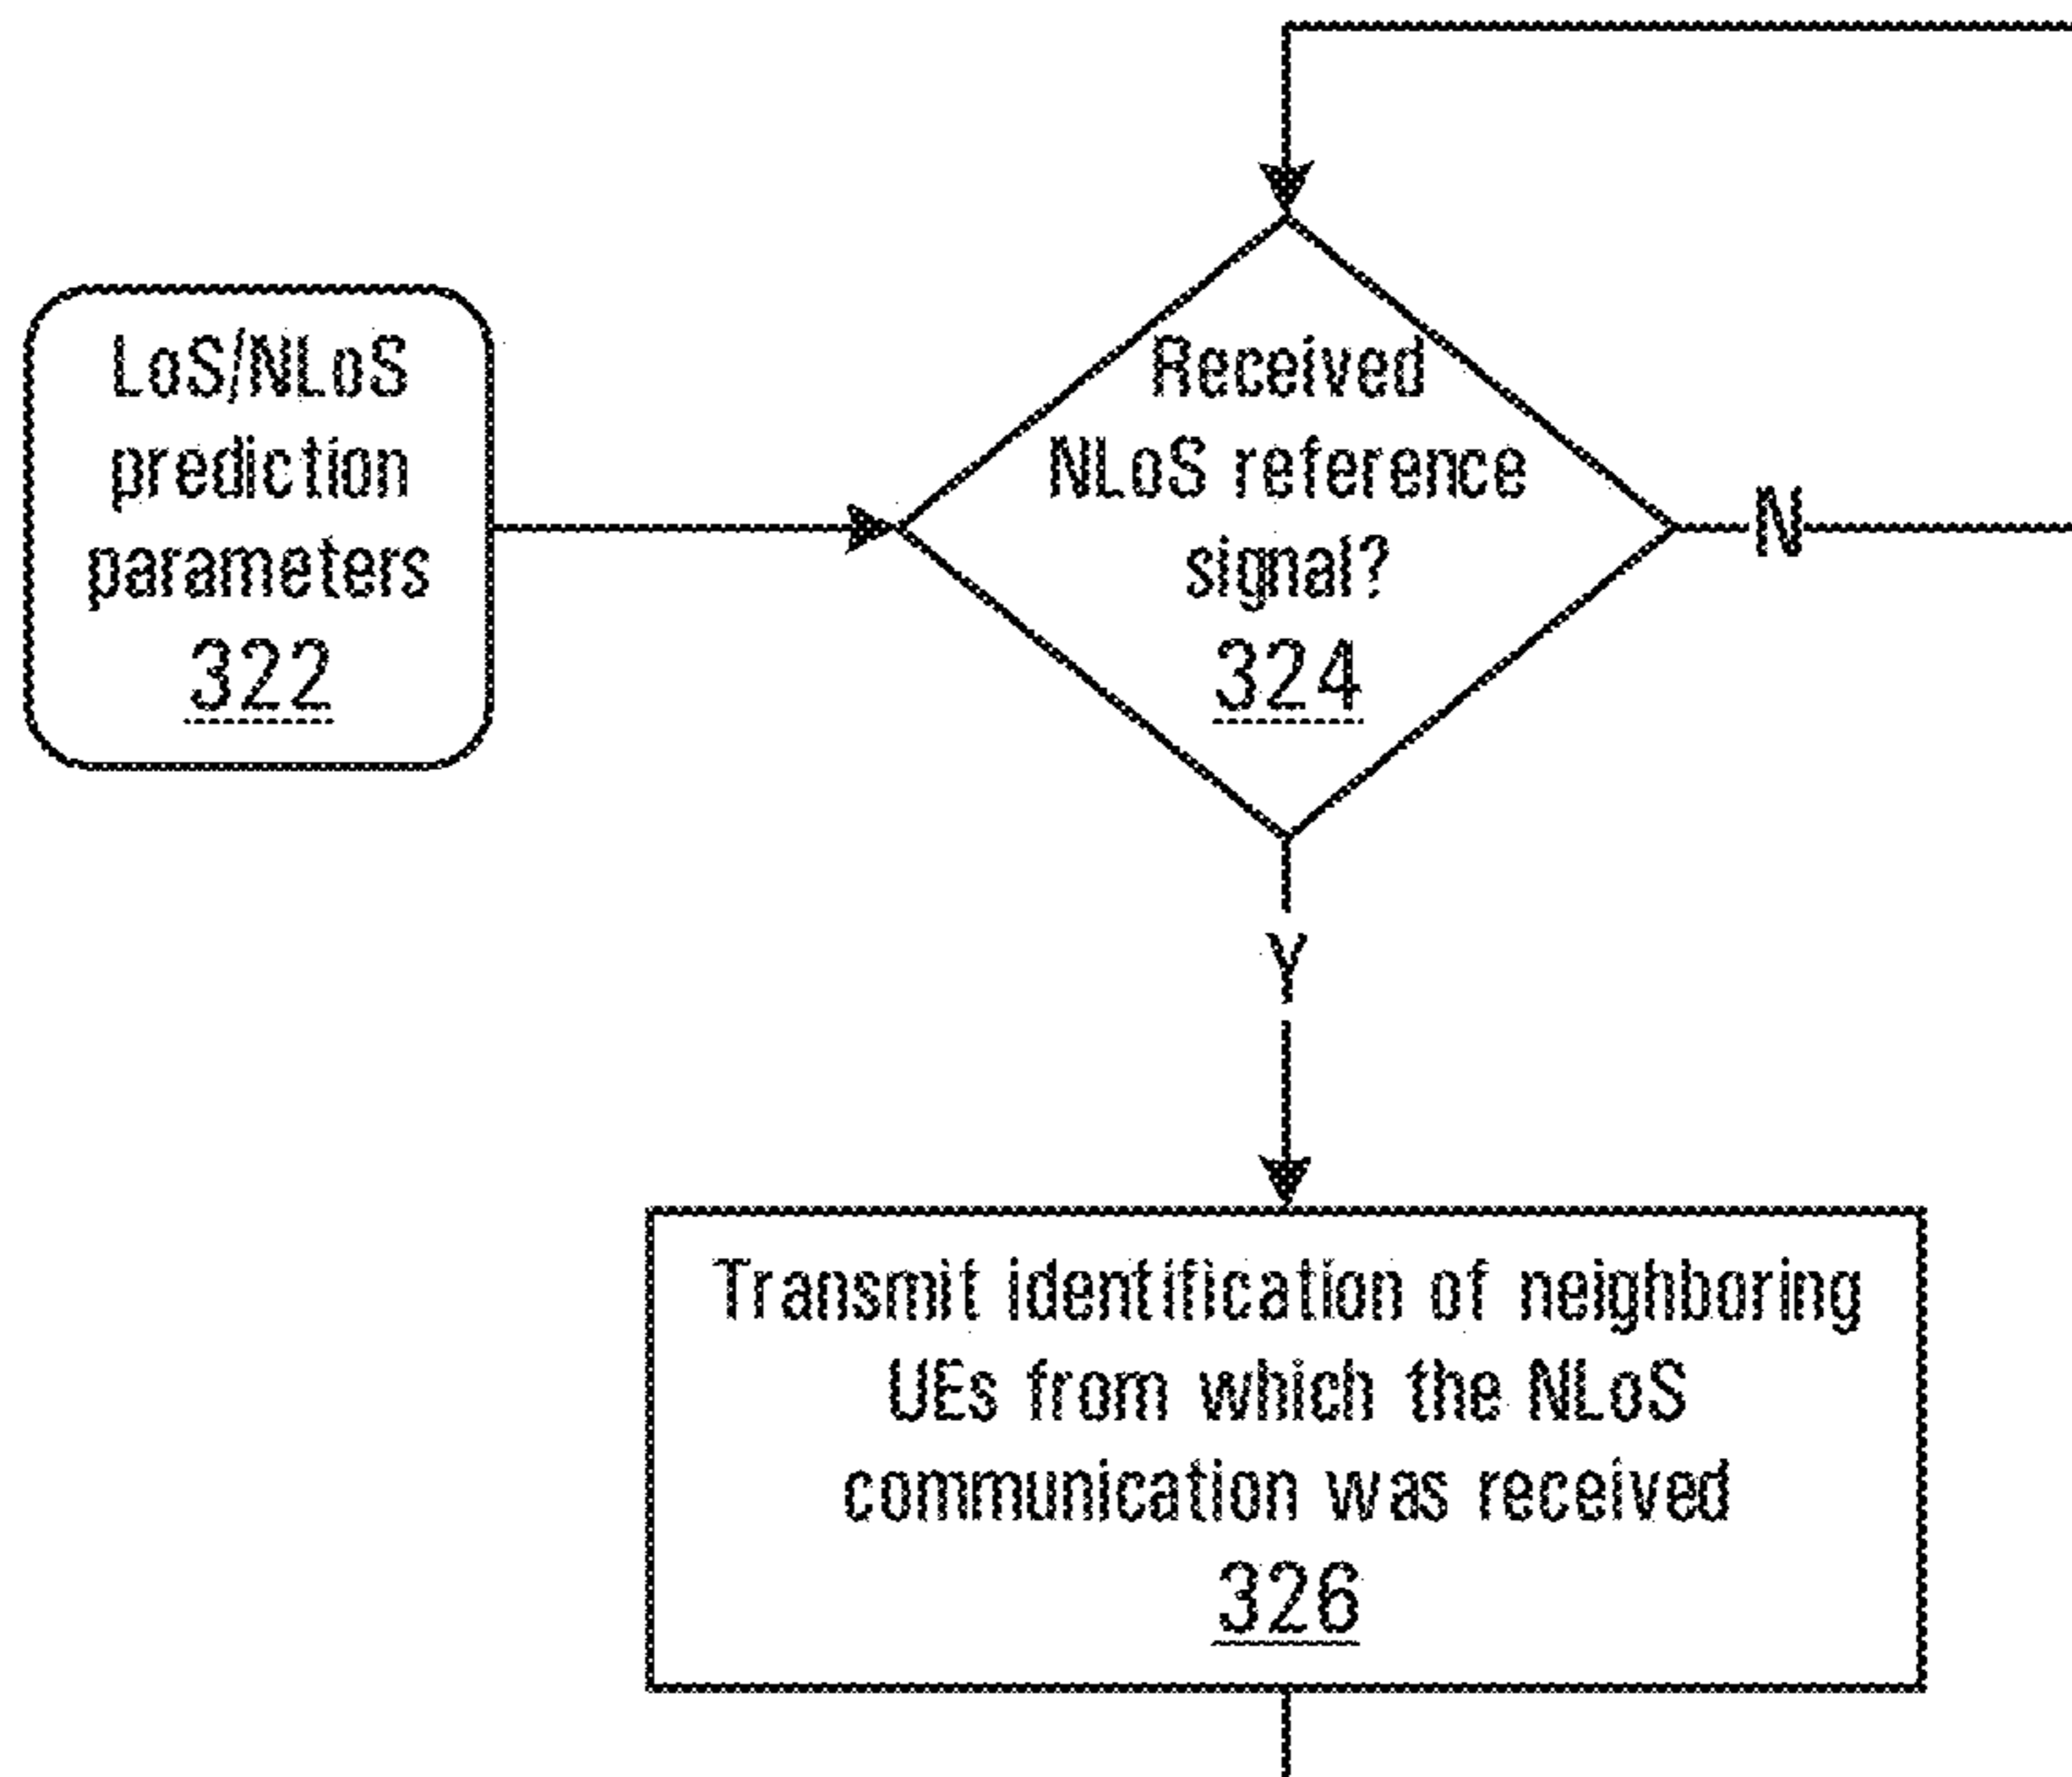 LoS/NLoS
prediction
parameters
322
Received
NLoS reference
signal?
324
N
Y
Transmit identification of neighboring
UEs from which the NLoS
communication was received
326